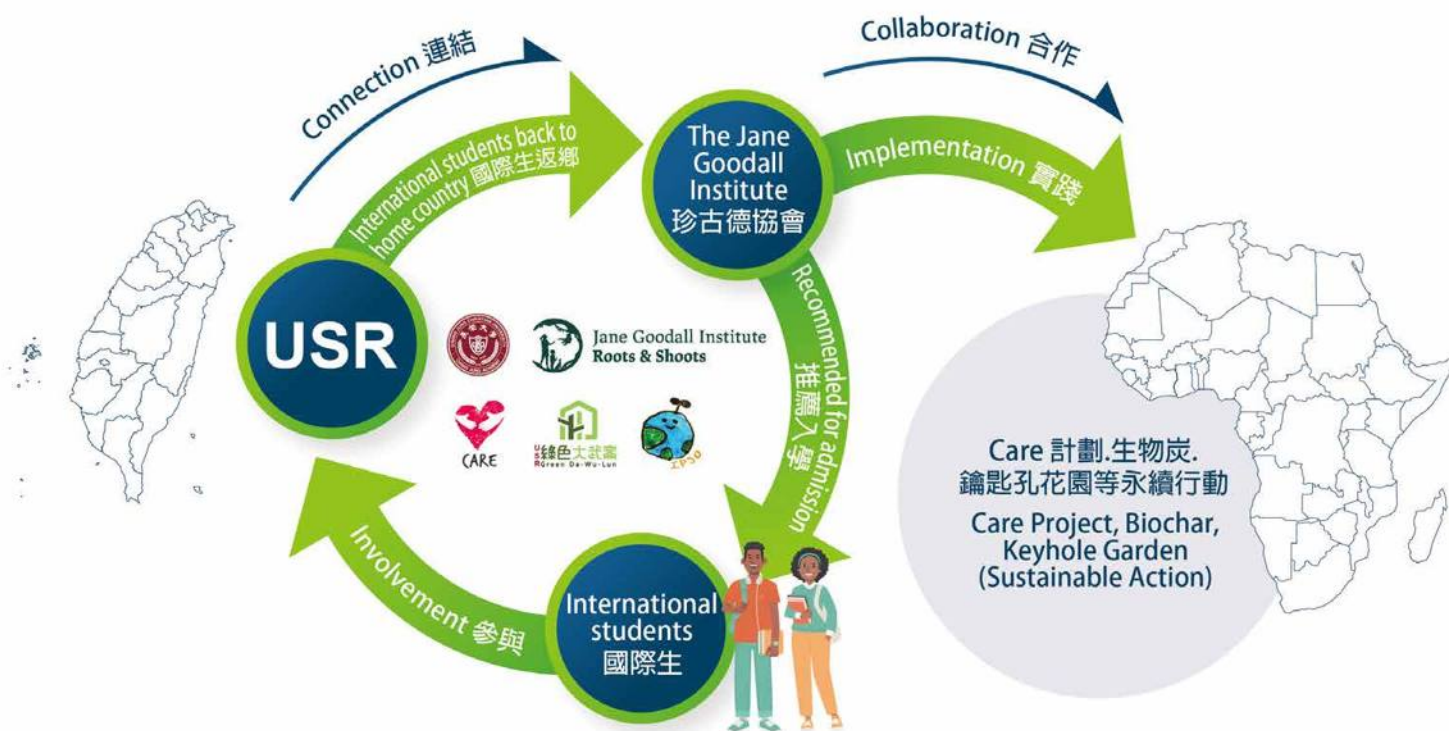 Connection 連結
International students back to
home country 國際生返鄉
Collaboration 合作
Implementation 實踐
The Jane
Goodall
Institute
珍古德協會
USR
Jane Goodall Institute
Roots & Shoots
CARE
USR
綠色大武崙
Green Da-Wu-Lun
Recommended for admission
推薦入學
Involvement 參與
International
students
國際生
Care 計劃.生物炭.
鑰匙孔花園等永續行動
Care Project, Biochar,
Keyhole Garden
(Sustainable Action)